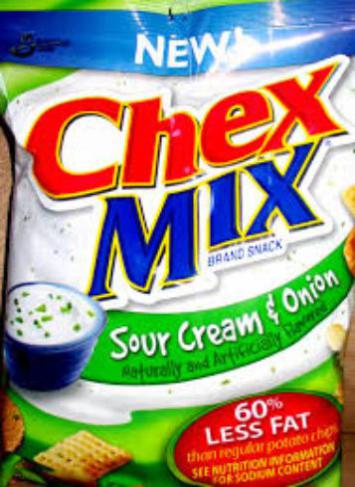 NEW!
Chex
MIX
BRAND SNACK
Sour Cream & Onion
Naturally and Artificially Flavored
60%
LESS FAT
than regular potato chips
SEE NUTRITION INFORMATION
FOR SODIUM CONTENT